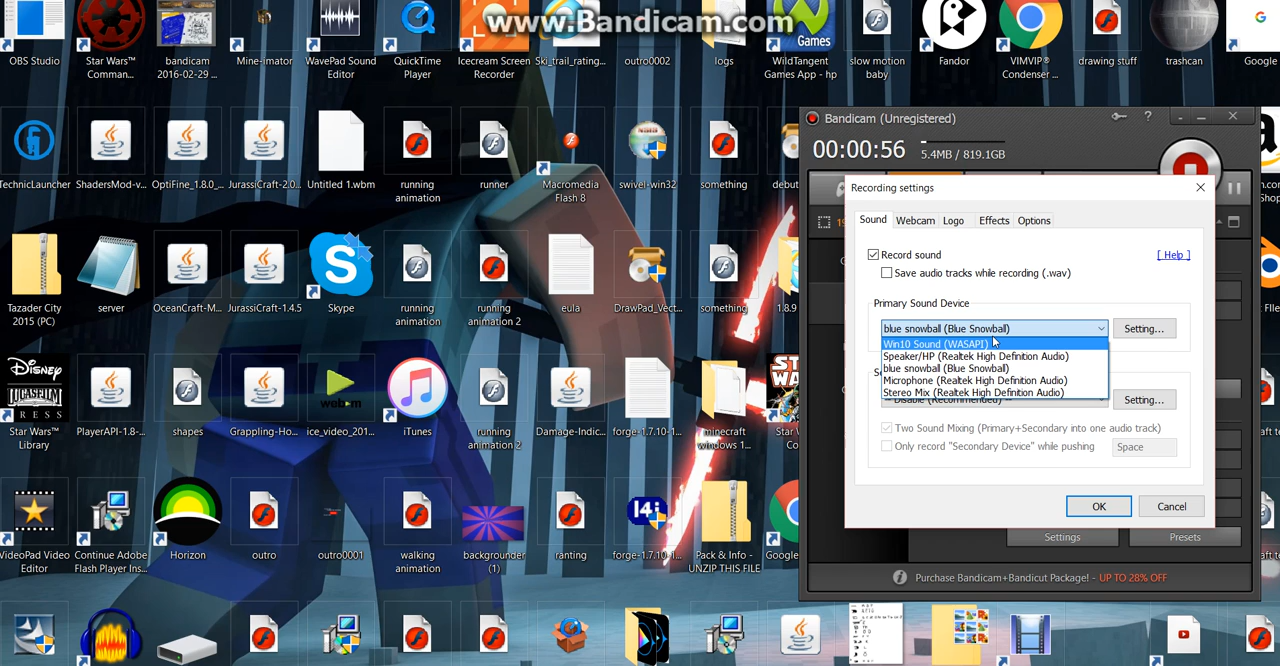 www.Bandicam.com
OBS Studio
Star Wars™ Comman...
bandicam 2016-02-29 ...
Mine-imator
WavePad Sound Editor
QuickTime Player
Icecream Screen Recorder
Ski_trail_rating...
outro0002
logs
Games
WildTangent Games App - hp
slow motion baby
Fandor
VIMVIP® Condenser ...
drawing stuff
trashcan
Google
TechnicLauncher
ShadersMod-v...
OptiFine_1.8.0_...
JurassiCraft-2.0...
Untitled 1.wbm
running animation
runner
Macromedia Flash 8
swivel-win32
something
debut
Tazader City 2015 (PC)
server
OceanCraft-M...
JurassiCraft-1.4.5
Skype
running animation
running animation 2
eula
DrawPad_Vect...
something
1.8.9
Disney
Star Wars™ Library
PlayerAPI-1.8-...
shapes
Grappling-Ho...
webm
ice_video_201...
iTunes
running animation 2
Damage-Indic...
forge-1.7.10-1...
minecraft windows 1...
VideoPad Video Editor
Continue Adobe Flash Player Ins...
Horizon
outro
outro0001
walking animation
backgrounder (1)
ranting
forge-1.7.10-1...
Pack & Info - UNZIP THIS FILE
Google
Bandicam (Unregistered)
?
00:00:56
5.4MB / 819.1GB
Recording settings
Sound
Webcam
Logo
Effects
Options
Record sound
[ Help ]
Save audio tracks while recording (.wav)
Primary Sound Device
blue snowball (Blue Snowball)
Setting...
Win10 Sound (WASAPI)
Speaker/HP (Realtek High Definition Audio)
blue snowball (Blue Snowball)
Microphone (Realtek High Definition Audio)
Stereo Mix (Realtek High Definition Audio)
Setting...
Two Sound Mixing (Primary+Secondary into one audio track)
Only record "Secondary Device" while pushing
Space
OK
Cancel
Settings
Presets
Purchase Bandicam+Bandicut Package! - UP TO 28% OFF